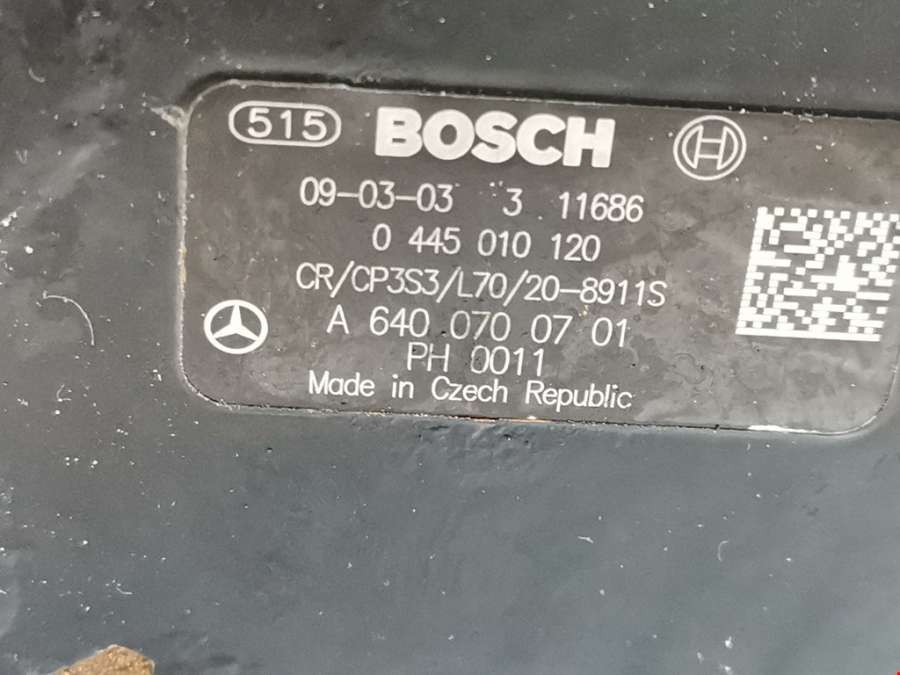 515 BOSCH
09-03-03 3 11686
0 445 010 120
CR/CP3S3/L70/20-8911S
A 640 070 07 01
PH 0011
Made in Czech Republic